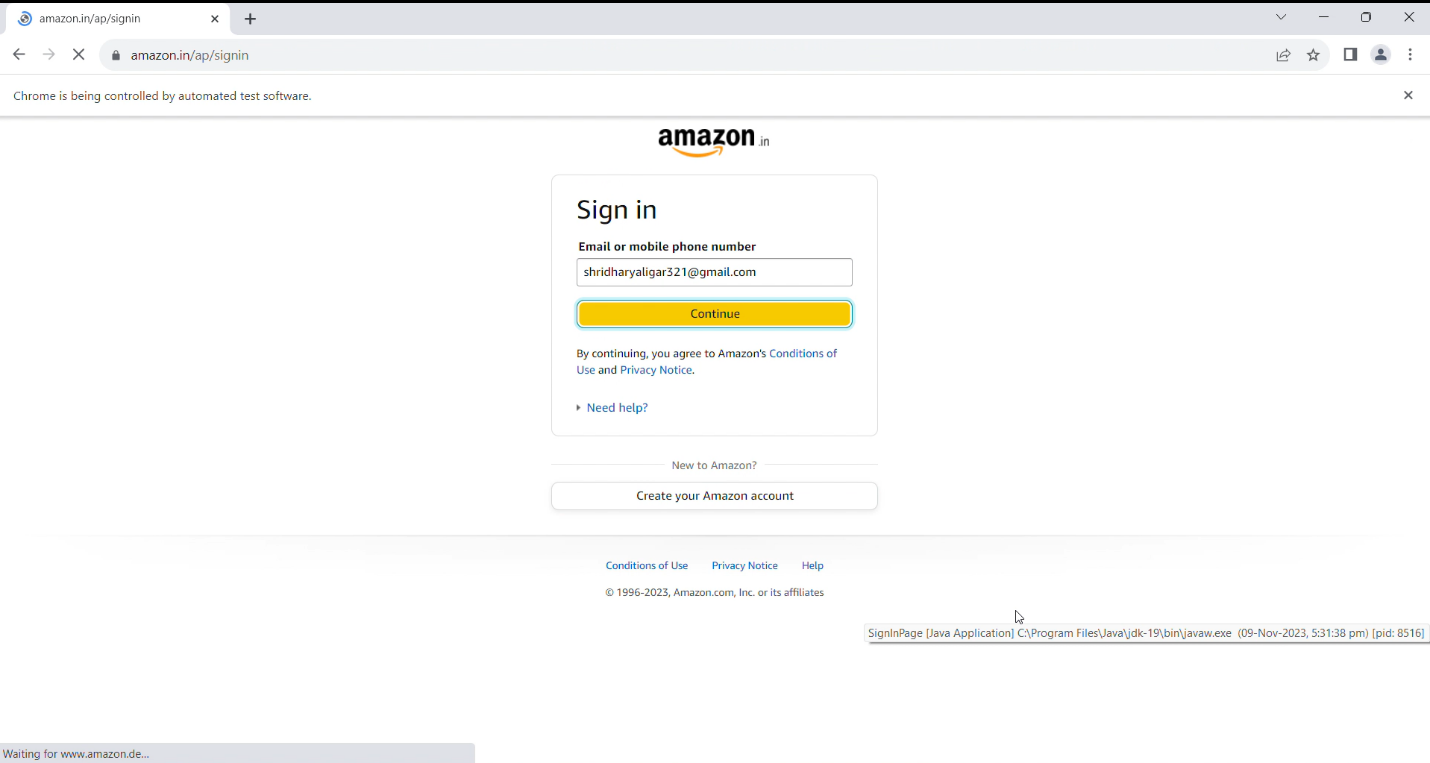 amazon.in/ap/signin
amazon.in/ap/signin
Chrome is being controlled by automated test software.
amazon.in
Sign in
Email or mobile phone number
shridharyaligar321@gmail.com
Continue
By continuing, you agree to Amazon's Conditions of
Use and Privacy Notice.
Need help?
New to Amazon?
Create your Amazon account
Conditions of Use Privacy Notice Help
© 1996-2023, Amazon.com, Inc. or its affiliates
SignInPage [Java Application] C:\Program Files\Java\jdk-19\bin\javaw.exe (09-Nov-2023, 5:31:38 pm) [pid: 8516]
Waiting for www.amazon.de...